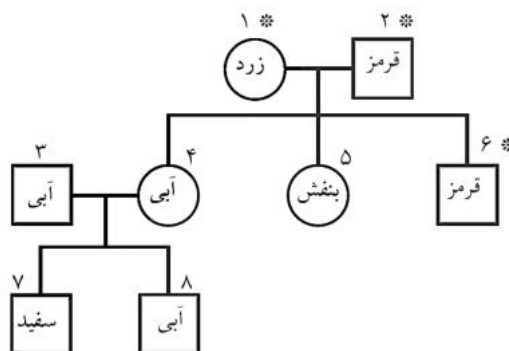 ۱ * ۲ *
زرد قرمز
۳ ۴ ۵ ۶ *
آبی آبی بنفش قرمز
۷ ۸
سفید آبی